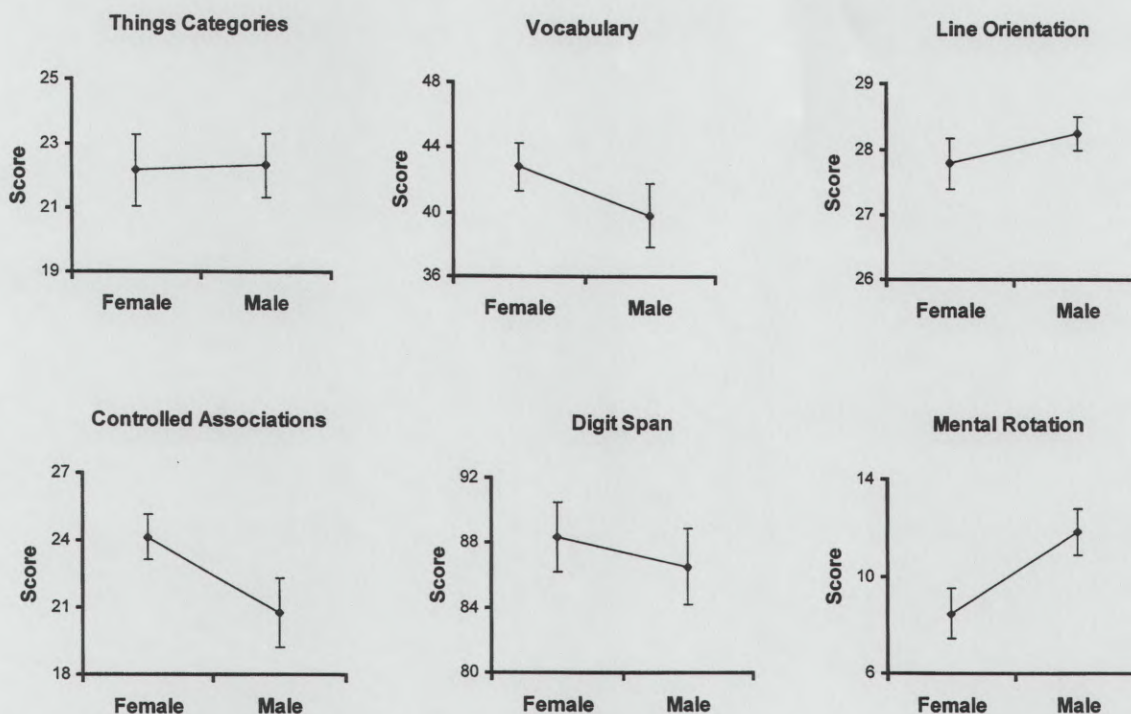 Things Categories
25
23
21
19
Score
Female
Male
Vocabulary
48
44
40
36
Score
Female
Male
Line Orientation
29
28
27
26
Score
Female
Male
Controlled Associations
27
24
21
18
Score
Female
Male
Digit Span
92
88
84
80
Score
Female
Male
Mental Rotation
14
10
6
Score
Female
Male